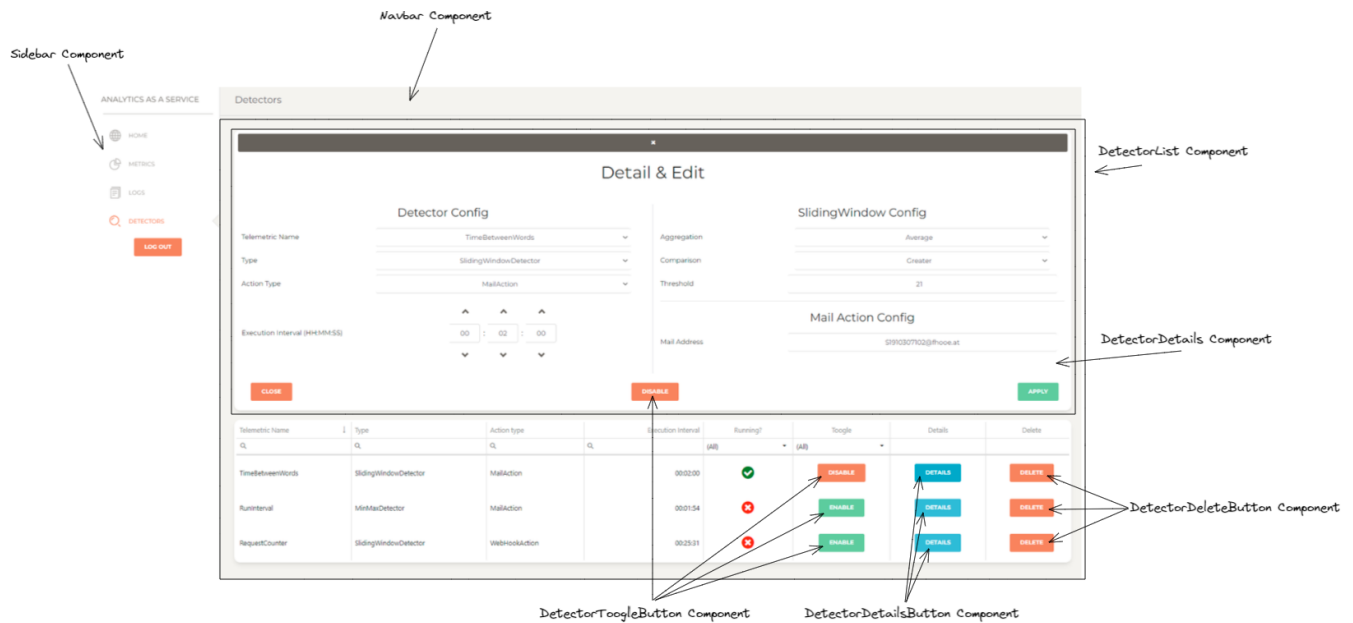 Navbar Component
Sidebar Component
ANALYTICS AS A SERVICE
Detectors
HOME
METRICS
LOGS
DETECTORS
LOG OUT
DetectorList Component
Detail & Edit
Detector Config
SlidingWindow Config
Telemetric Name TimeBetweenWords Aggregation Average
Type SlidingWindowDetector Comparison Greater
Action Type MailAction Threshold 21
Mail Action Config
Execution Interval (HH:MM:SS) 00 : 02 : 00
Mail Address S1910307102@fhooe.at
DetectorDetails Component
CLOSE DISABLE APPLY
Telemetric Name Type Action type Execution Interval Running? Toogle Details Delete
(All) (All)
TimeBetweenWords SlidingWindowDetector MailAction 00:02:00 DISABLE DETAILS DELETE
RunInterval MinMaxDetector MailAction 00:01:54 ENABLE DETAILS DELETE
DetectorDeleteButton Component
RequestCounter SlidingWindowDetector WebHookAction 00:25:31 ENABLE DETAILS DELETE
DetectorToogleButton Component
DetectorDetailsButton Component